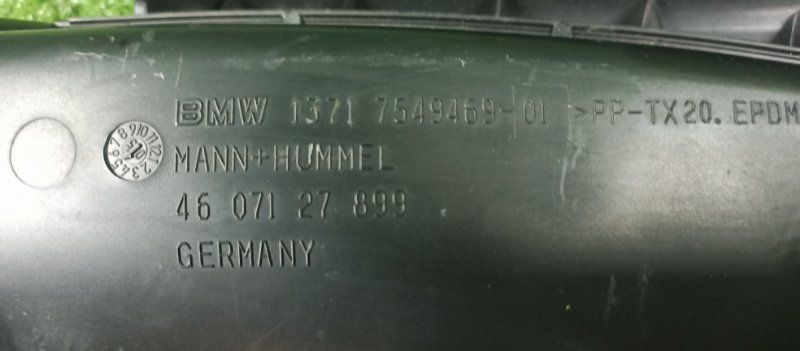 BMW 1371 7549469-01 >PP-TX20.EPDM
MANN+HUMMEL
46 071 27 899
GERMANY